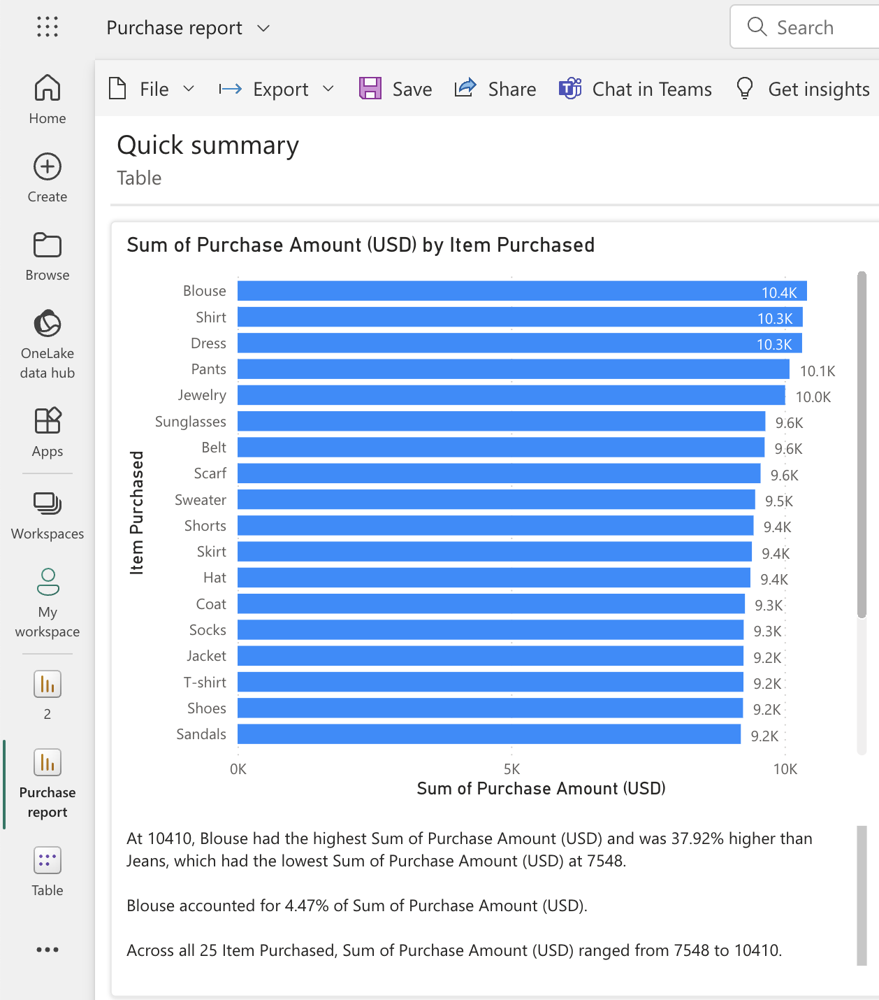 Purchase report
Search
Home
Create
Browse
OneLake
data hub
Apps
Workspaces
My
workspace
2
Purchase
report
Table
File
Export
Save
Share
Chat in Teams
Get insights
Quick summary
Table
Sum of Purchase Amount (USD) by Item Purchased
Item Purchased
Blouse 10.4K
Shirt 10.3K
Dress 10.3K
Pants 10.1K
Jewelry 10.0K
Sunglasses 9.6K
Belt 9.6K
Scarf 9.6K
Sweater 9.5K
Shorts 9.4K
Skirt 9.4K
Hat 9.4K
Coat 9.3K
Socks 9.3K
Jacket 9.2K
T-shirt 9.2K
Shoes 9.2K
Sandals 9.2K
0K 5K 10K
Sum of Purchase Amount (USD)
At 10410, Blouse had the highest Sum of Purchase Amount (USD) and was 37.92% higher than
Jeans, which had the lowest Sum of Purchase Amount (USD) at 7548.
Blouse accounted for 4.47% of Sum of Purchase Amount (USD).
Across all 25 Item Purchased, Sum of Purchase Amount (USD) ranged from 7548 to 10410.